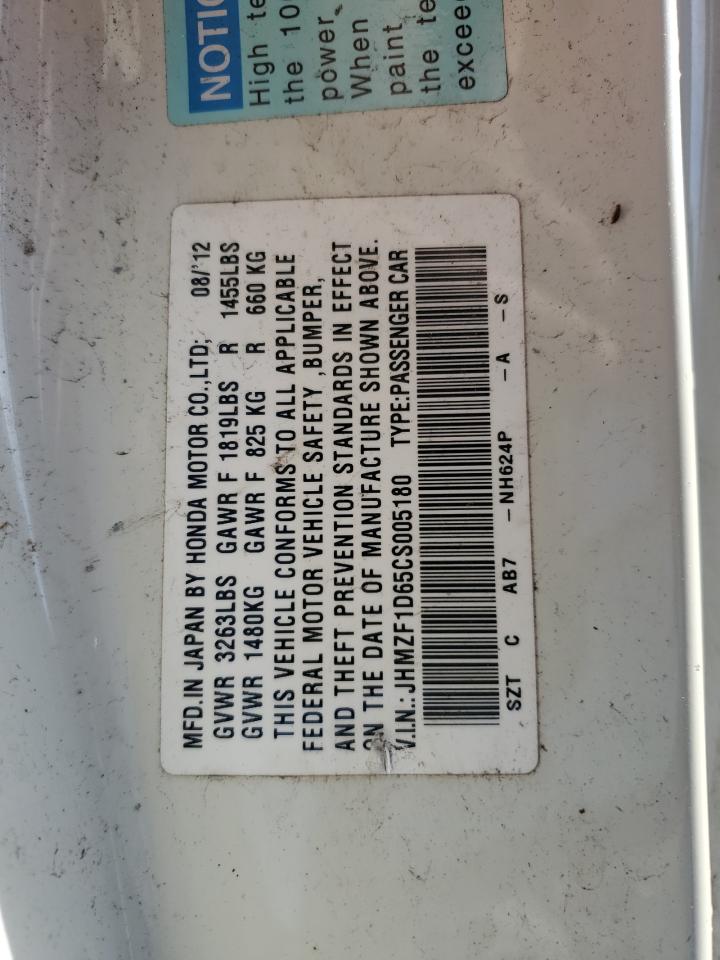 NOTIC
High te
the 10
power.
When
paint
the te
excee
MFD.IN JAPAN BY HONDA MOTOR CO.,LTD; 08/'12
GVWR 3263LBS GAWR F 1819LBS R 1455LBS
GVWR 1480KG GAWR F 825 KG R 660 KG
THIS VEHICLE CONFORMS TO ALL APPLICABLE
FEDERAL MOTOR VEHICLE SAFETY ,BUMPER,
AND THEFT PREVENTION STANDARDS IN EFFECT
ON THE DATE OF MANUFACTURE SHOWN ABOVE.
V.I.N.:JHMZF1D65CS005180 TYPE:PASSENGER CAR
SZT C AB7 -NH624P -A -S